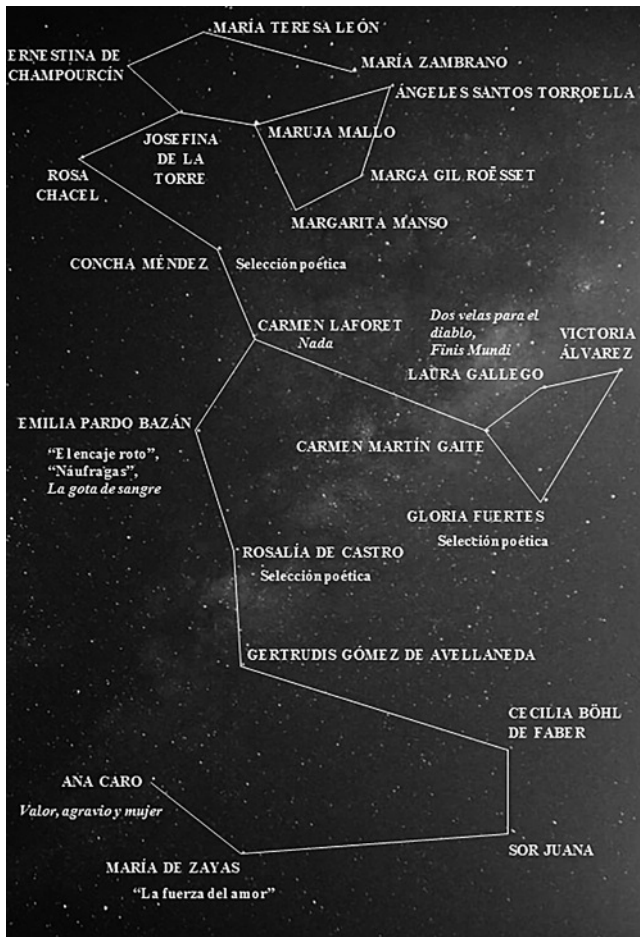 MARÍA TERESA LEÓN
ERNESTINA DE
CHAMPOURCÍN
MARÍA ZAMBRANO
ÁNGELES SANTOS TORROELLA
MARUJA MALLO
JOSEFINA
DE LA
TORRE
ROSA
CHACEL
MARGA GIL ROËSSET
MARGARITA MANSO
CONCHA MÉNDEZ
Selección poética
CARMEN LAFORET
Nada
Dos velas para el
diablo,
Finis Mundi
LAURA GALLEGO
VICTORIA
ÁLVAREZ
EMILIA PARDO BAZÁN
“El encaje roto”,
“Náufragas”,
La gota de sangre
CARMEN MARTÍN GAITE
GLORIA FUERTES
Selección poética
ROSALÍA DE CASTRO
Selección poética
GERTRUDIS GÓMEZ DE AVELLANEDA
CECILIA BÖHL
DE FABER
ANA CARO
Valor, agravio y mujer
SOR JUANA
MARÍA DE ZAYAS
“La fuerza del amor”